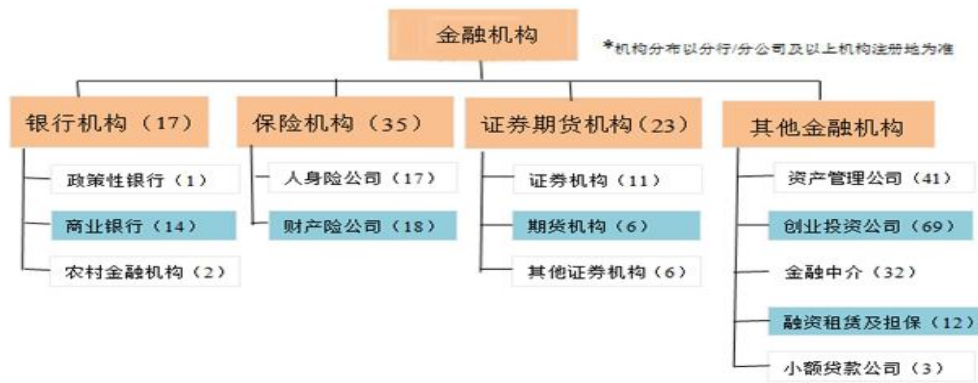 金融机构
*机构分布以分行/分公司及以上机构注册地为准
银行机构（17）
保险机构（35）
证券期货机构（23）
其他金融机构
政策性银行（1）
商业银行（14）
农村金融机构（2）
人身险公司（17）
财产险公司（18）
证券机构（11）
期货机构（6）
其他证券机构（6）
资产管理公司（41）
创业投资公司（69）
金融中介（32）
融资租赁及担保（12）
小额贷款公司（3）